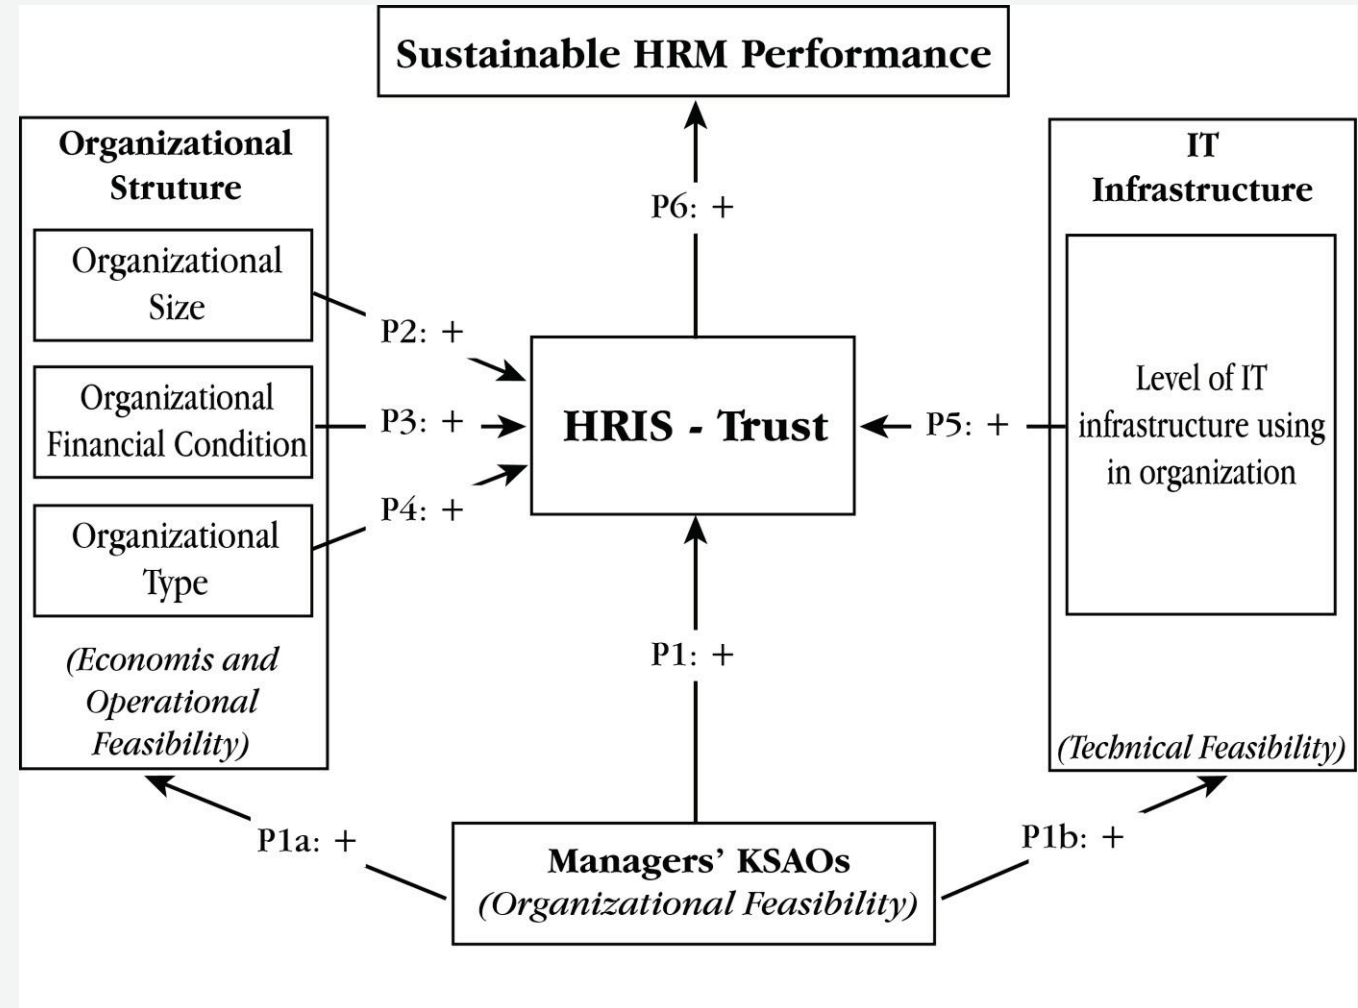 Sustainable HRM Performance
Organizational
Struture
Organizational
Size
Organizational
Financial Condition
Organizational
Type
(Economis and
Operational
Feasibility)
P6: +
P2: +
P3: +
P4: +
HRIS - Trust
P5: +
IT
Infrastructure
Level of IT
infrastructure using
in organization
(Technical Feasibility)
P1: +
P1a: +
P1b: +
Managers’ KSAOs
(Organizational Feasibility)